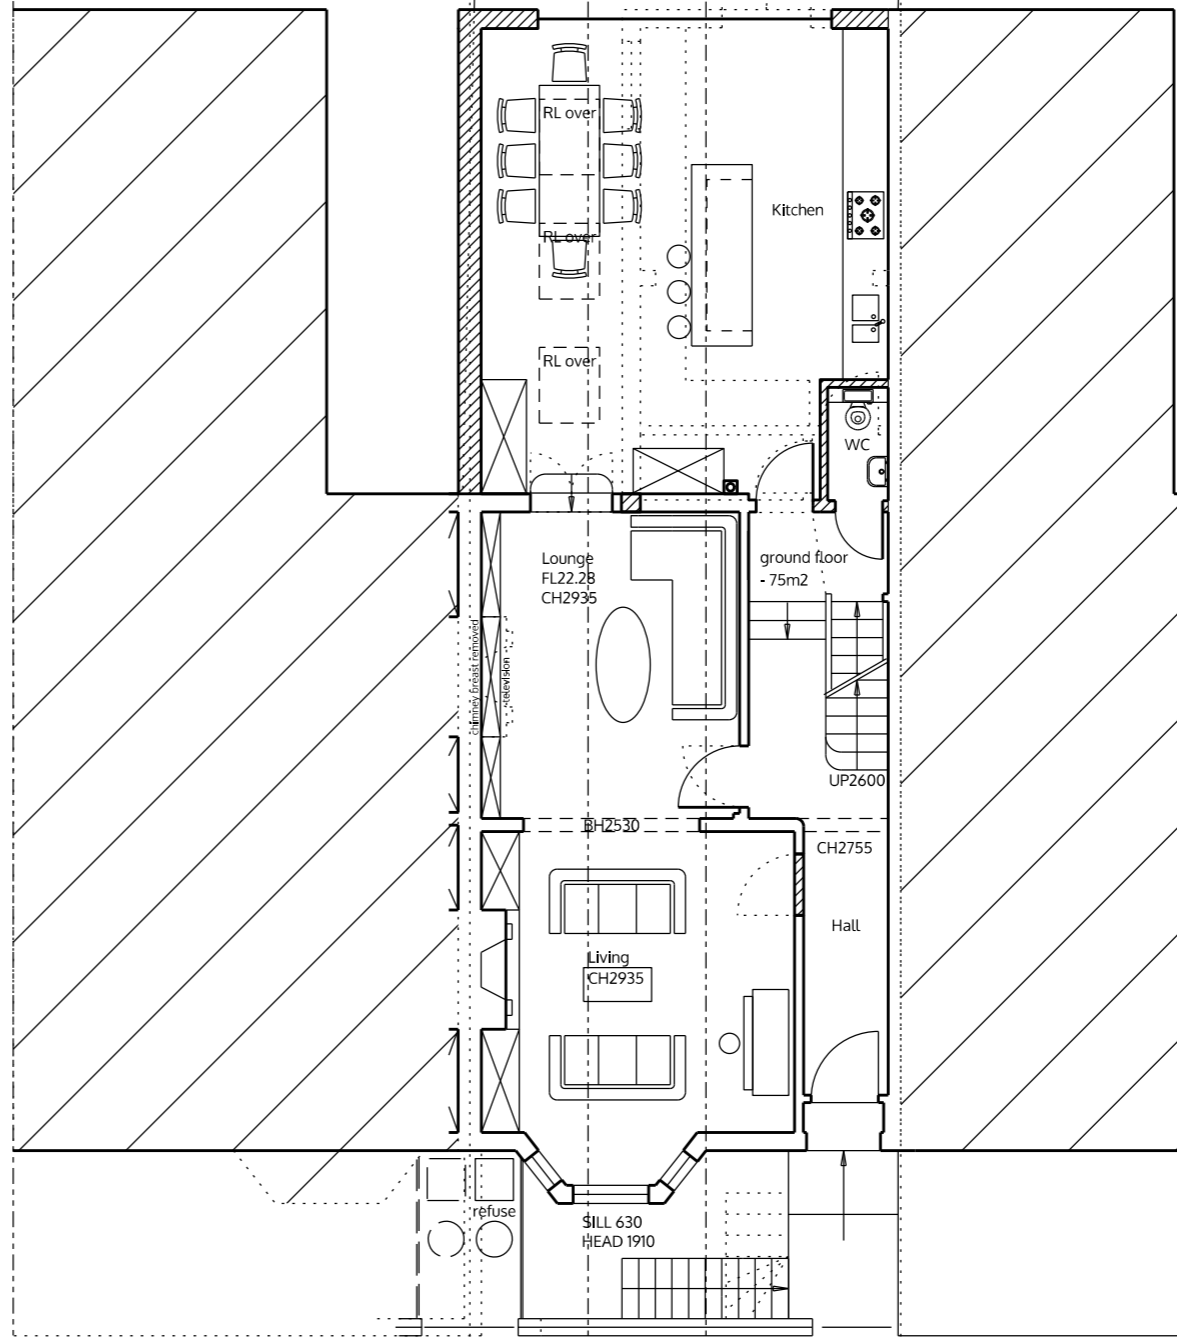 RL over
Kitchen
RL over
RL over
WC
Lounge
FL22.28
CH2935
ground floor
- 75m2
chimney breast removed
television
UP2600
BH2530
CH2755
Hall
Living
CH2935
refuse
SILL 630
HEAD 1910